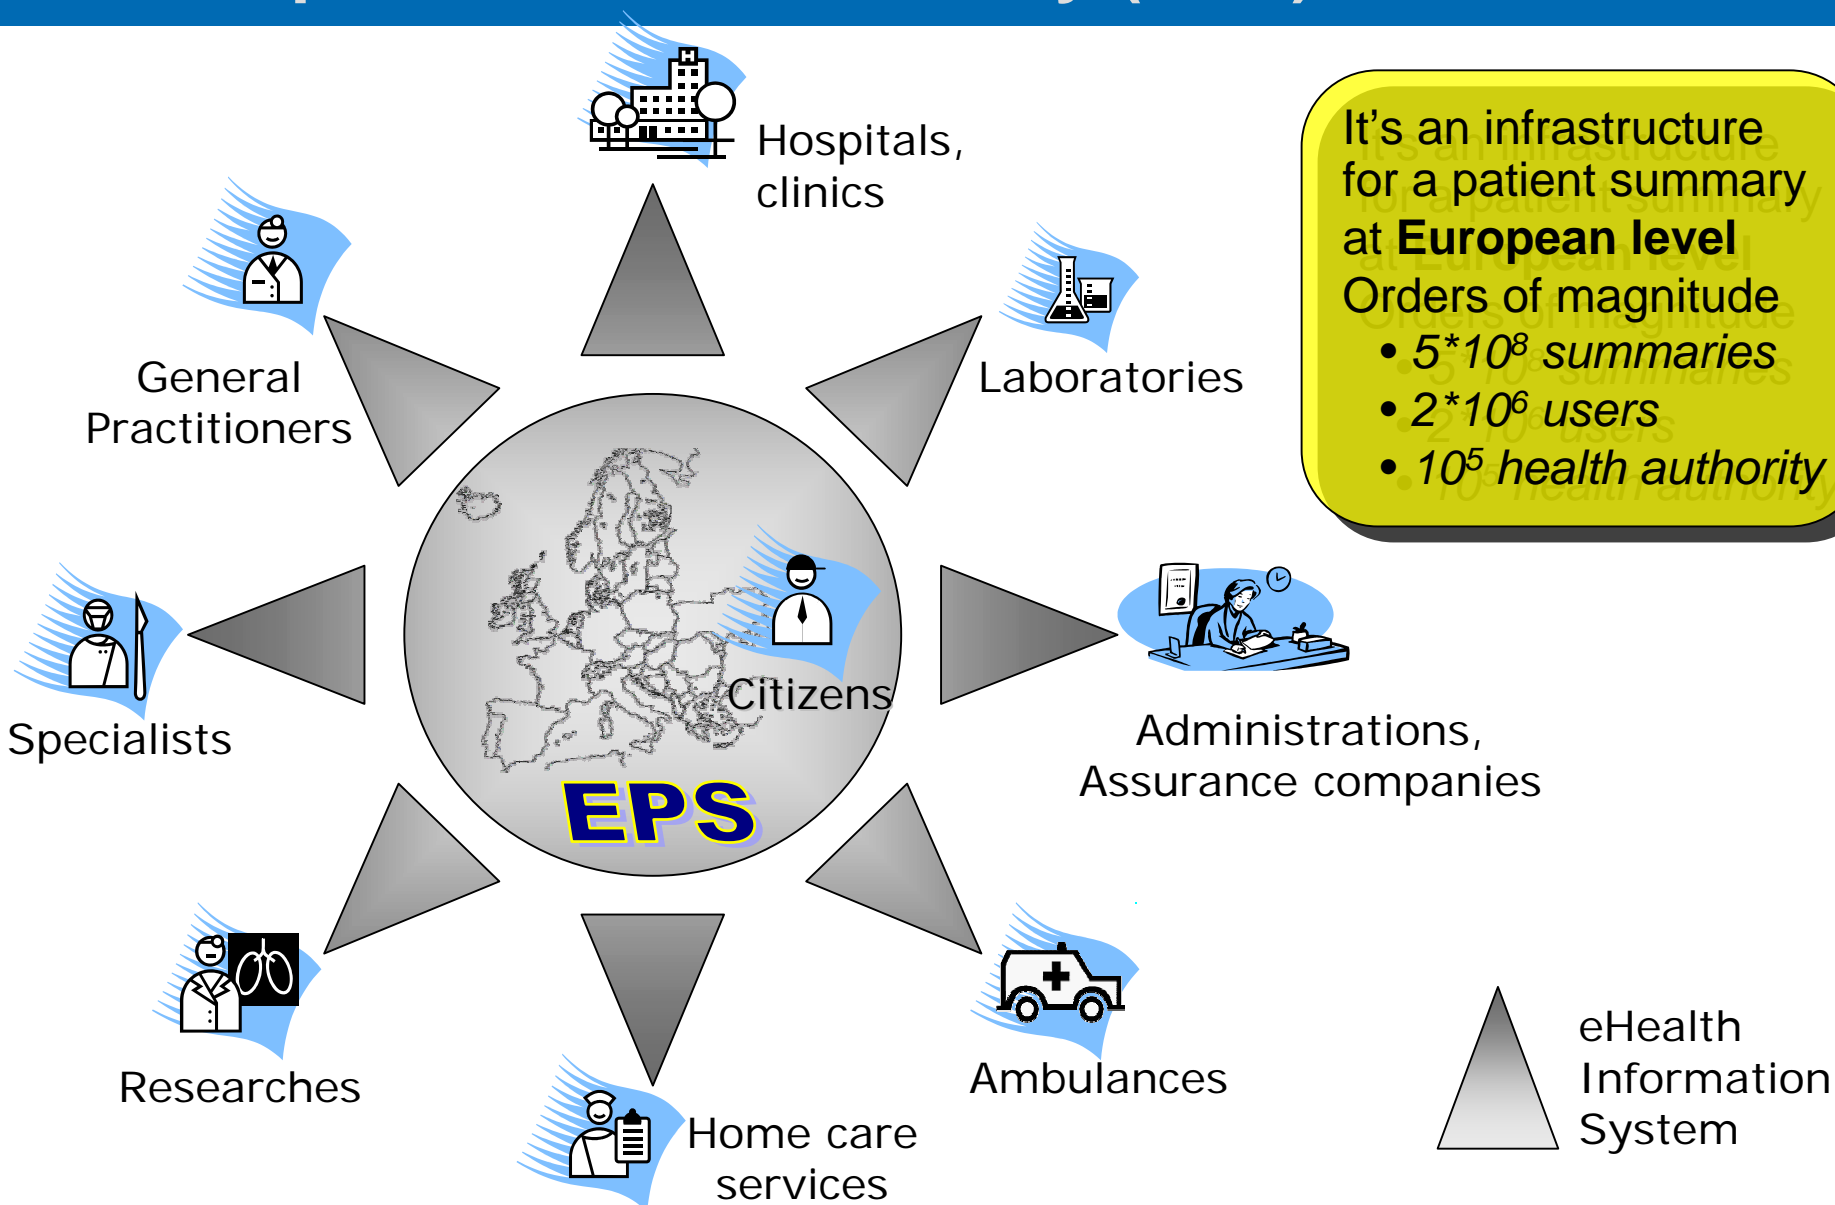 Hospitals,
clinics
General
Practitioners
Laboratories
It's an infrastructure
for a patient summary
at European level
Orders of magnitude
• 5*10⁸ summaries
• 2*10⁶ users
• 10⁵ health authority
Citizens
EPS
Specialists
Administrations,
Assurance companies
Researches
Ambulances
Home care
services
eHealth
Information
System